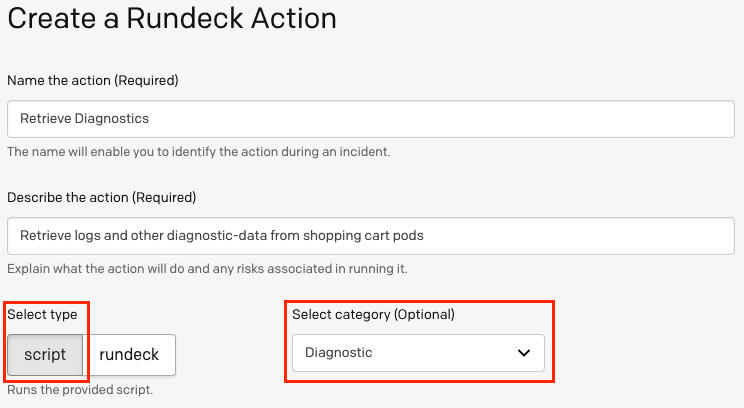 Create a Rundeck Action
Name the action (Required)
Retrieve Diagnostics
The name will enable you to identify the action during an incident.
Describe the action (Required)
Retrieve logs and other diagnostic-data from shopping cart pods
Explain what the action will do and any risks associated in running it.
Select type
Select category (Optional)
script
rundeck
Diagnostic
Runs the provided script.